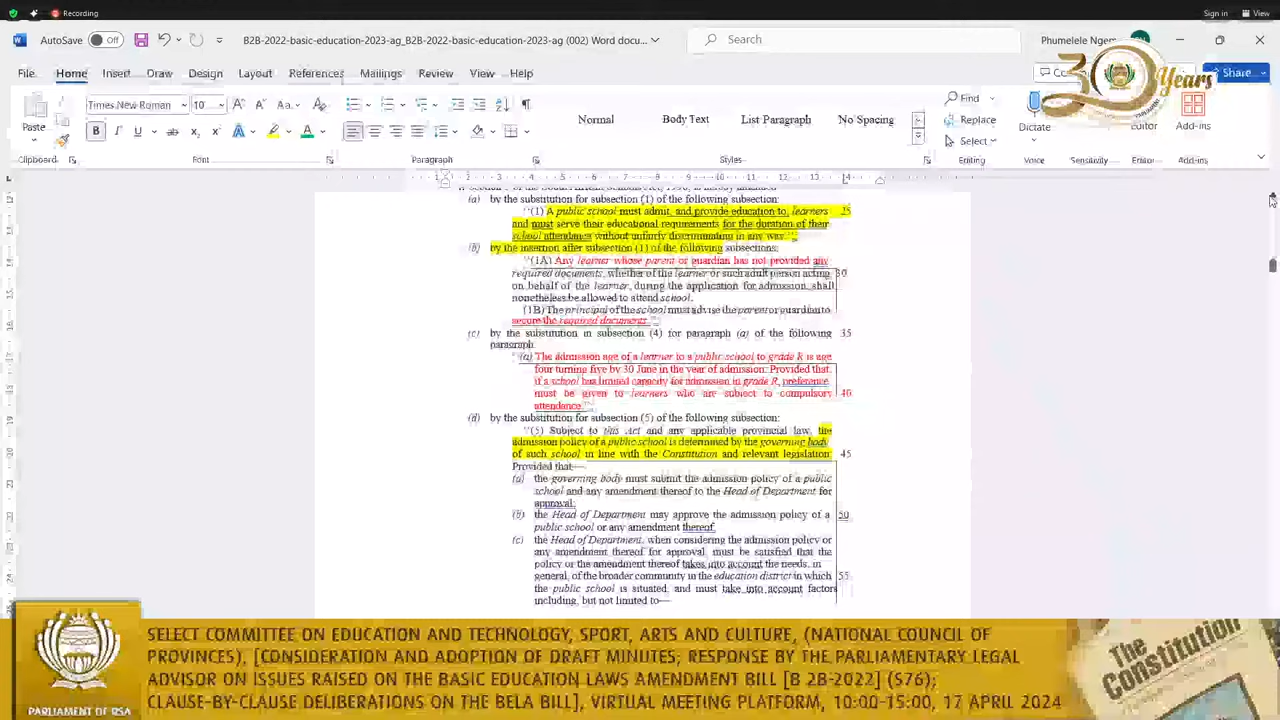 Recording
Sign in
View
AutoSave Off
B2B-2022-basic-education-2023-ag_B2B-2022-basic-education-2023-ag (002) Word docu...
Search
Phumelele Ngem
30 Years
File Home Insert Draw Design Layout References Mailings Review View Help
Share
Times New Roman 10
Paste
Normal
Body Text
List Paragraph
No Spacing
Find
Replace
Select
Dictate
Editor
Add-ins
Clipboard
Font
Paragraph
Styles
Editing
Voice
Sensitivity
Editor
Add-ins
(a) by the substitution for subsection (1) of the following subsection:
"(1) A public school must admit, and provide education to, learners 25
and must serve their educational requirements for the duration of their
school attendance without unfairly discriminating in any way.";
(b) by the insertion after subsection (1) of the following subsections:
"(1A) Any learner whose parent or guardian has not provided any
required documents, whether of the learner or such adult person acting 30
on behalf of the learner, during the application for admission, shall
nonetheless be allowed to attend school.
(1B) The principal of the school must advise the parent or guardian to
secure the required documents.";
(c) by the substitution in subsection (4) for paragraph (a) of the following 35
paragraph:
"(a) The admission age of a learner to a public school to grade R is age
four turning five by 30 June in the year of admission: Provided that,
if a school has limited capacity for admission in grade R, preference
must be given to learners who are subject to compulsory 40
attendance.";
(d) by the substitution for subsection (5) of the following subsection:
"(5) Subject to this Act and any applicable provincial law, the
admission policy of a public school is determined by the governing body
of such school in line with the Constitution and relevant legislation: 45
Provided that—
(a) the governing body must submit the admission policy of a public
school and any amendment thereof to the Head of Department for
approval;
(b) the Head of Department may approve the admission policy of a 50
public school or any amendment thereof;
(c) the Head of Department, when considering the admission policy or
any amendment thereof for approval, must be satisfied that the
policy or the amendment thereof takes into account the needs, in
general, of the broader community in the education district in which 55
the public school is situated, and must take into account factors
including, but not limited to—
SELECT COMMITTEE ON EDUCATION AND TECHNOLOGY, SPORT, ARTS AND CULTURE, (NATIONAL COUNCIL OF
PROVINCES), [CONSIDERATION AND ADOPTION OF DRAFT MINUTES; RESPONSE BY THE PARLIAMENTARY LEGAL
ADVISOR ON ISSUES RAISED ON THE BASIC EDUCATION LAWS AMENDMENT BILL [B 2B-2022] (S76);
CLAUSE-BY-CLAUSE DELIBERATIONS ON THE BELA BILL], VIRTUAL MEETING PLATFORM, 10:00-15:00, 17 APRIL 2024
PARLIAMENT OF RSA
The
Constitution